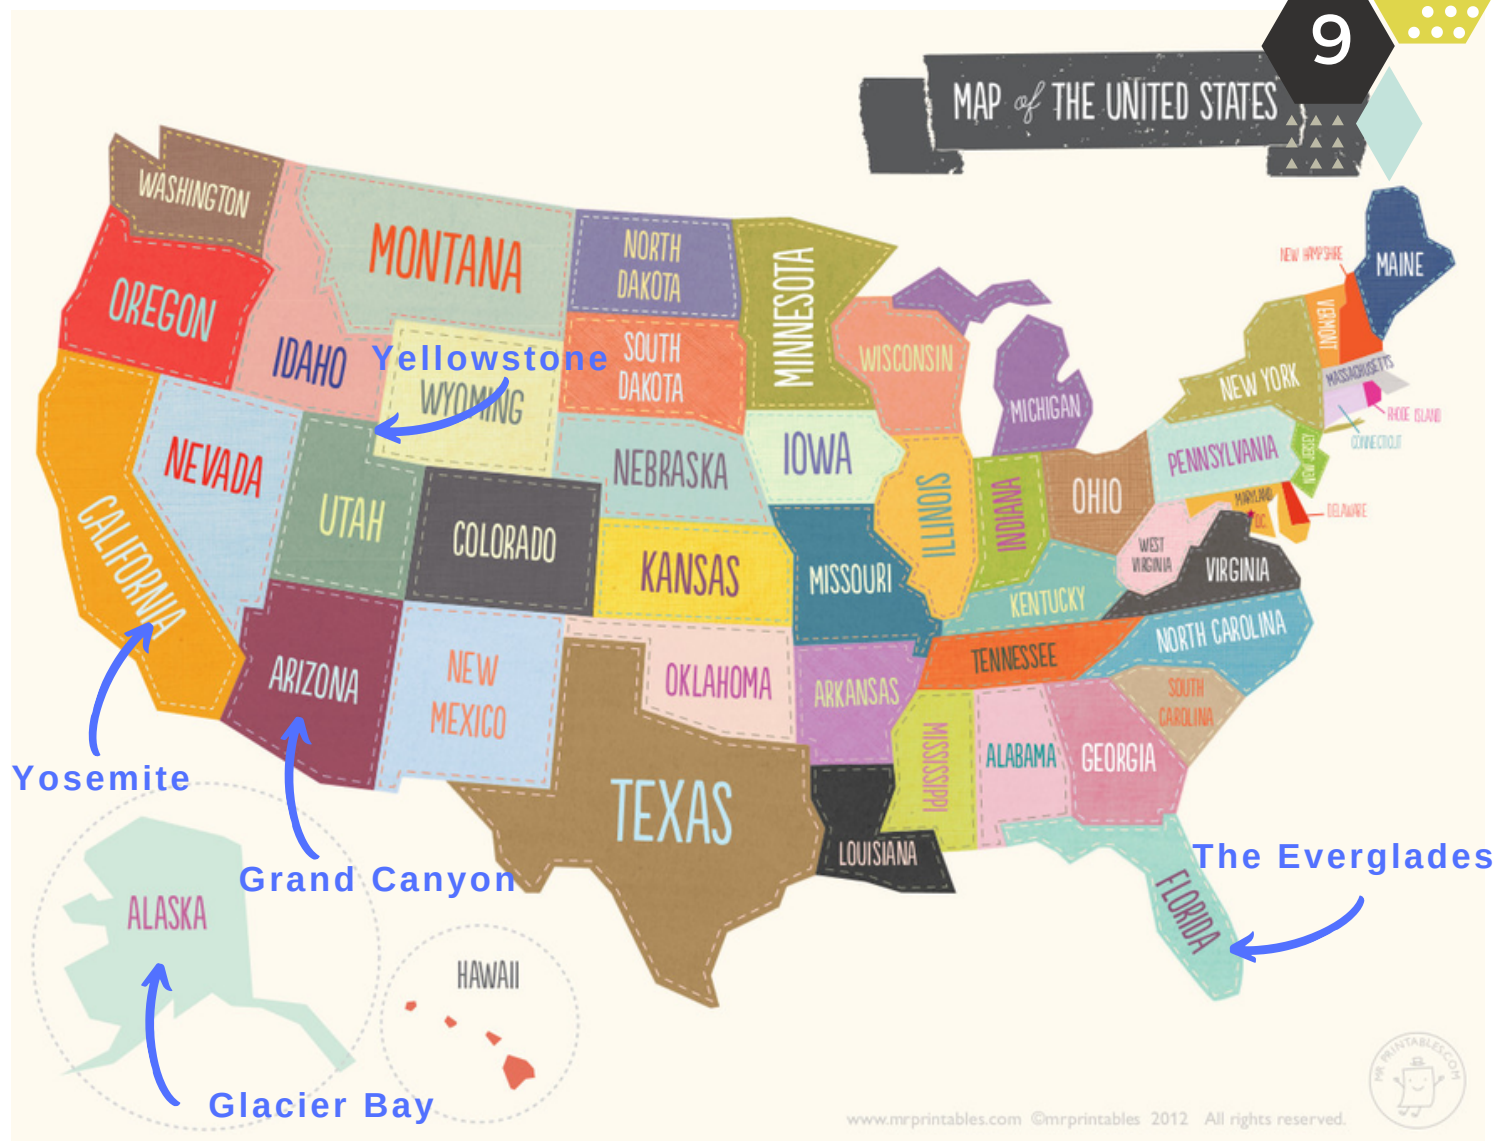 9
MAP of THE UNITED STATES
WASHINGTON
OREGON
MONTANA
IDAHO
NORTH
DAKOTA
SOUTH
DAKOTA
MINNESOTA
WISCONSIN
MICHIGAN
NEW HAMPSHIRE
MAINE
VERMONT
NEW YORK
MASSACHUSETTS
RHODE ISLAND
CONNECTICUT
Yellowstone
WYOMING
NEVADA
UTAH
CALIFORNIA
COLORADO
NEBRASKA
IOWA
ILLINOIS
INDIANA
OHIO
PENNSYLVANIA
NEW JERSEY
MARYLAND
D.C.
DELAWARE
WEST
VIRGINIA
VIRGINIA
KANSAS
MISSOURI
KENTUCKY
NORTH CAROLINA
TENNESSEE
SOUTH
CAROLINA
ARIZONA
NEW
MEXICO
OKLAHOMA
ARKANSAS
MISSISSIPPI
ALABAMA
GEORGIA
TEXAS
LOUISIANA
FLORIDA
Yosemite
Grand Canyon
The Everglades
ALASKA
HAWAII
Glacier Bay
www.mrprintables.com ©mrprintables 2012 All rights reserved.
MR PRINTABLES.COM